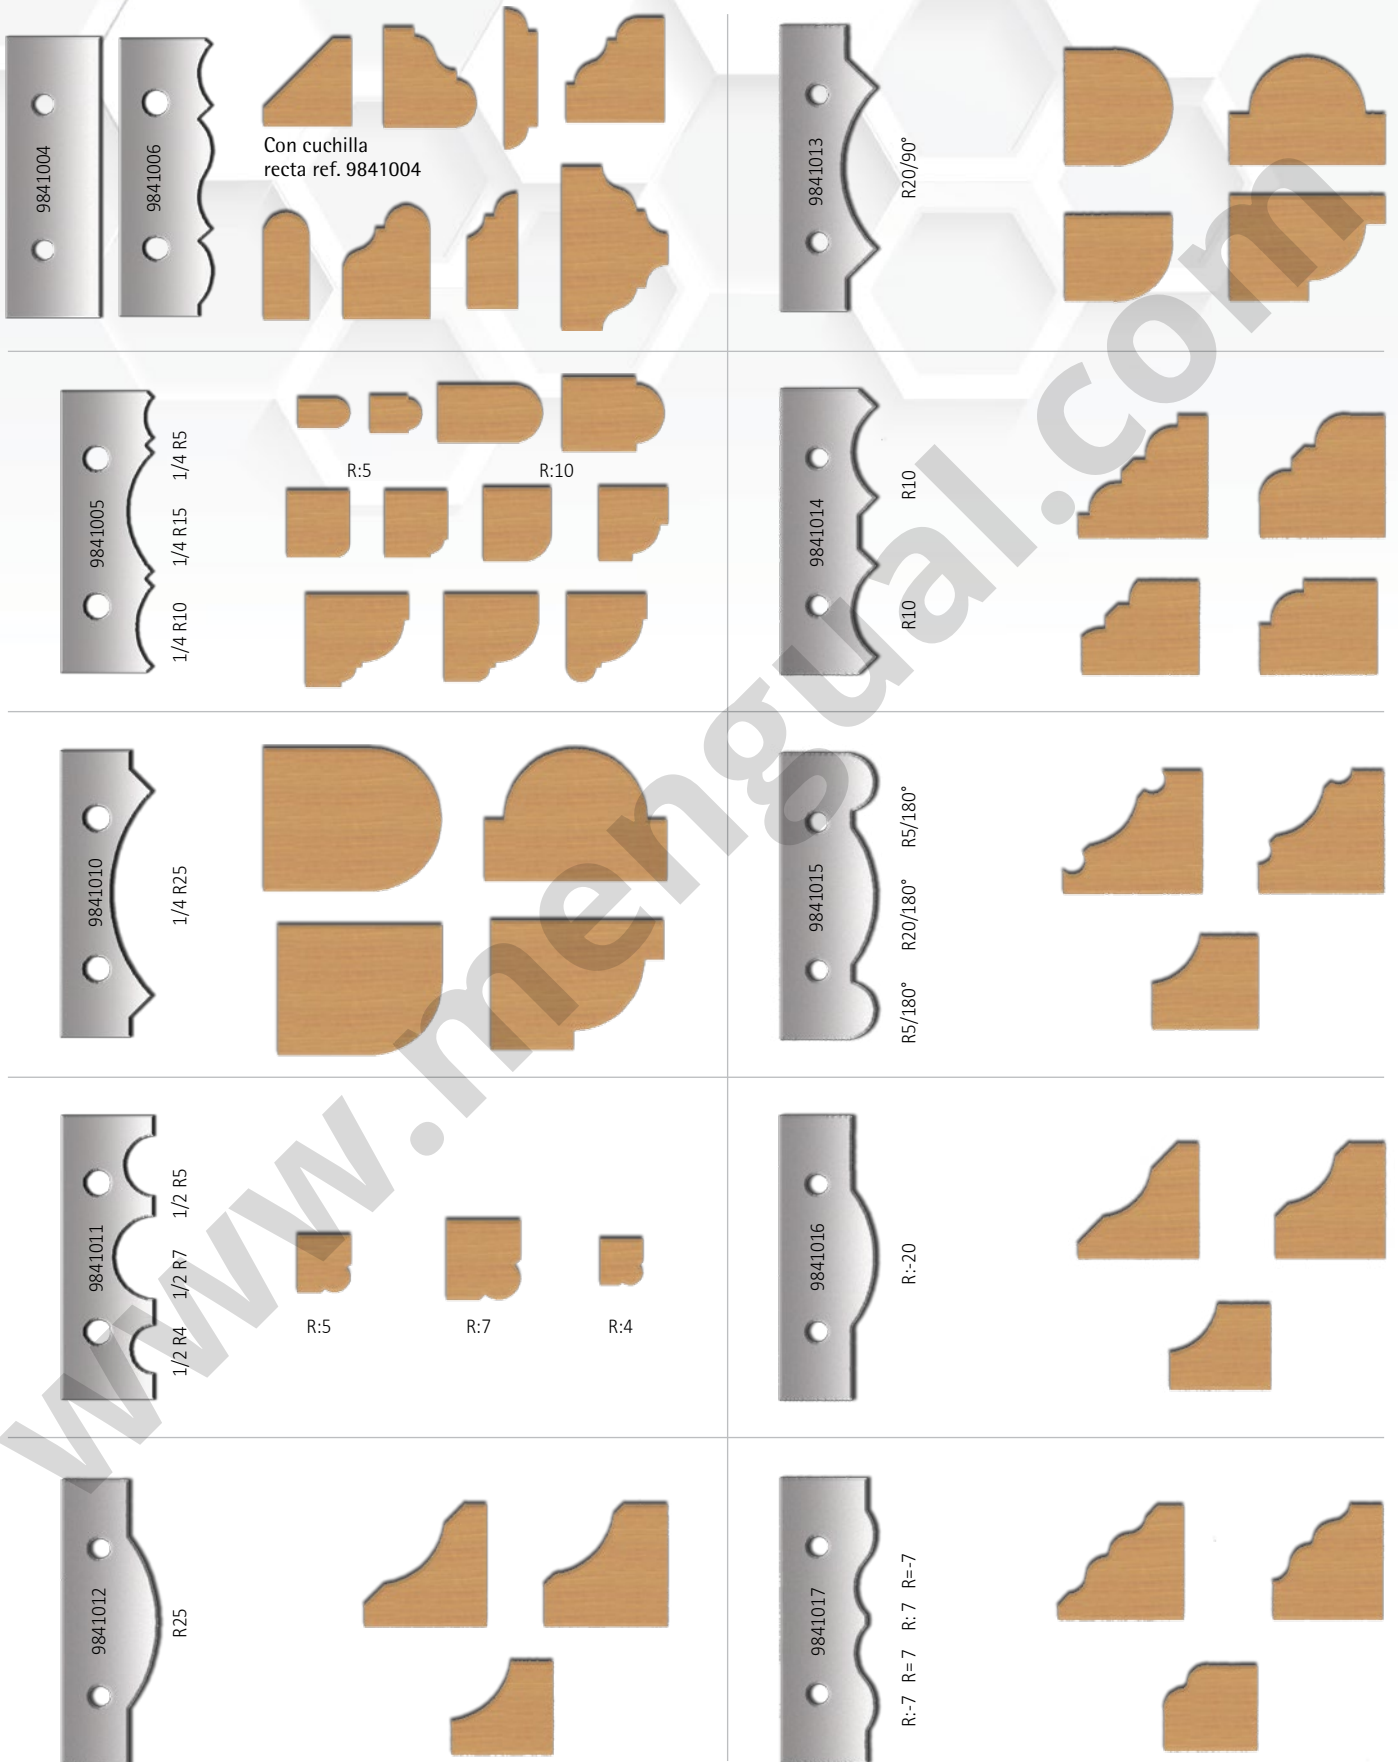 9841004
9841006
Con cuchilla
recta ref. 9841004
9841013
R20/90°
9841005
1/4 R5
1/4 R15
1/4 R10
R:5
R:10
9841014
R10
R10
9841010
1/4 R25
9841015
R5/180°
R20/180°
R5/180°
9841011
1/2 R5
1/2 R7
1/2 R4
R:5
R:7
R:4
9841016
R:-20
9841012
R25
9841017
R:-7 R=7 R:7 R=-7
www.mengual.com